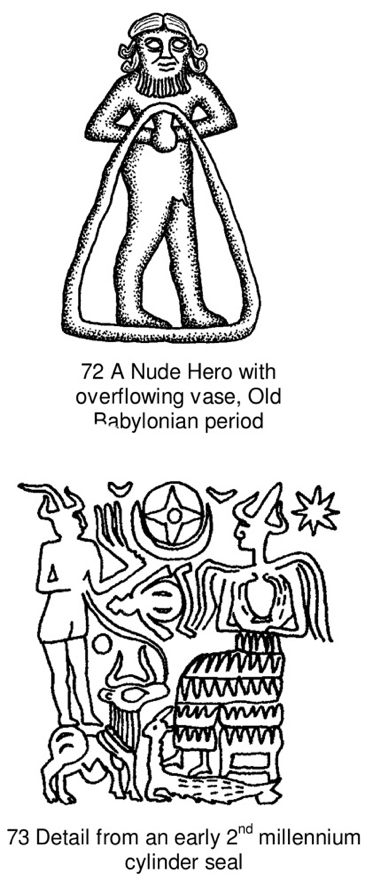 72 A Nude Hero with
overflowing vase, Old
Babylonian period
73 Detail from an early 2nd millennium
cylinder seal